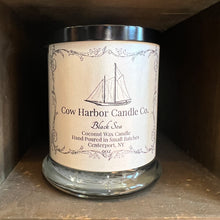 Cow Harbor Candle Co.
Black Sea
Coconut Wax Candle
Hand Poured in Small Batches
Centerport, NY